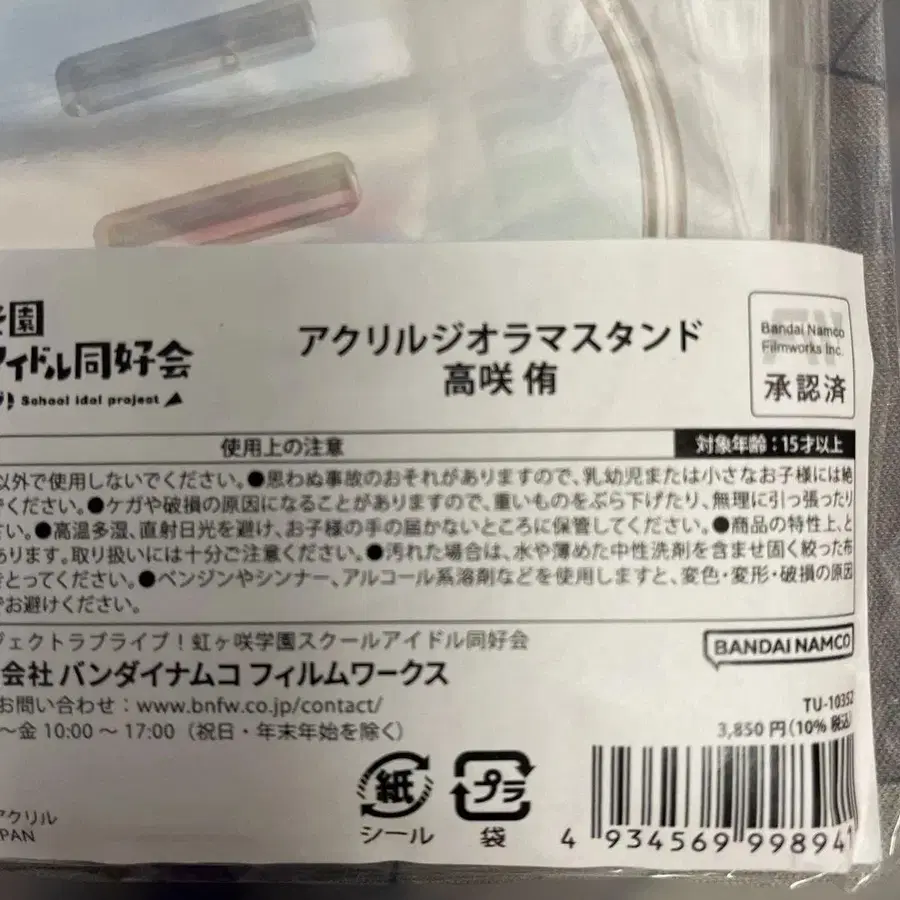 園
アイドル同好会
School idol project
アクリルジオラマスタンド
高咲 侑
Bandai Namco
Filmworks Inc.
承認済
使用上の注意
対象年齢：15才以上
以外で使用しないでください。●思わぬ事故のおそれがありますので、乳幼児または小さなお子様には絶
でください。●ケガや破損の原因になることがありますので、重いものをぶら下げたり、無理に引っ張ったり
さい。●高温多湿、直射日光を避け、お子様の手の届かないところに保管してください。●商品の特性上、と
あります。取り扱いには十分ご注意ください。●汚れた場合は、水や薄めた中性洗剤を含ませ固く絞った布
とってください。●ベンジンやシンナー、アルコール系溶剤などを使用しますと、変色・変形・破損の原因
でお避けください。
ジェクトラブライブ！虹ヶ咲学園スクールアイドル同好会
会社 バンダイナムコ フィルムワークス
BANDAI NAMCO
お問い合わせ：www.bnfw.co.jp/contact/
～金 10:00 ～ 17:00（祝日・年末年始を除く）
TU-10352
3,850 円(10% 税込)
紙
シール
プラ
袋
アクリル
PAN
4 934569 998941